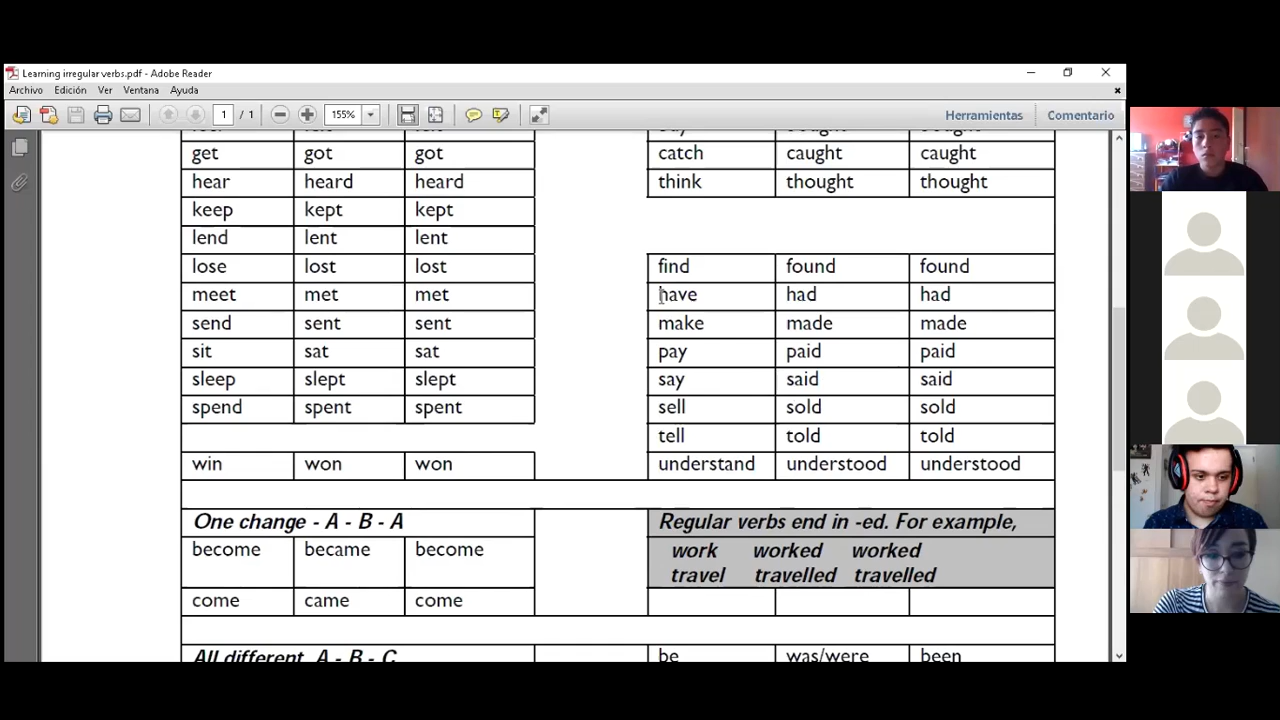 Learning irregular verbs.pdf - Adobe Reader
Archivo Edición Ver Ventana Ayuda
1 / 1 155% Herramientas Comentario
get got got catch caught caught
hear heard heard think thought thought
keep kept kept
lend lent lent
lose lost lost find found found
meet met met have had had
send sent sent make made made
sit sat sat pay paid paid
sleep slept slept say said said
spend spent spent sell sold sold
tell told told
win won won understand understood understood
One change - A - B - A Regular verbs end in -ed. For example,
become became become work worked worked
travel travelled travelled
come came come
All different A - B - C be was/were been